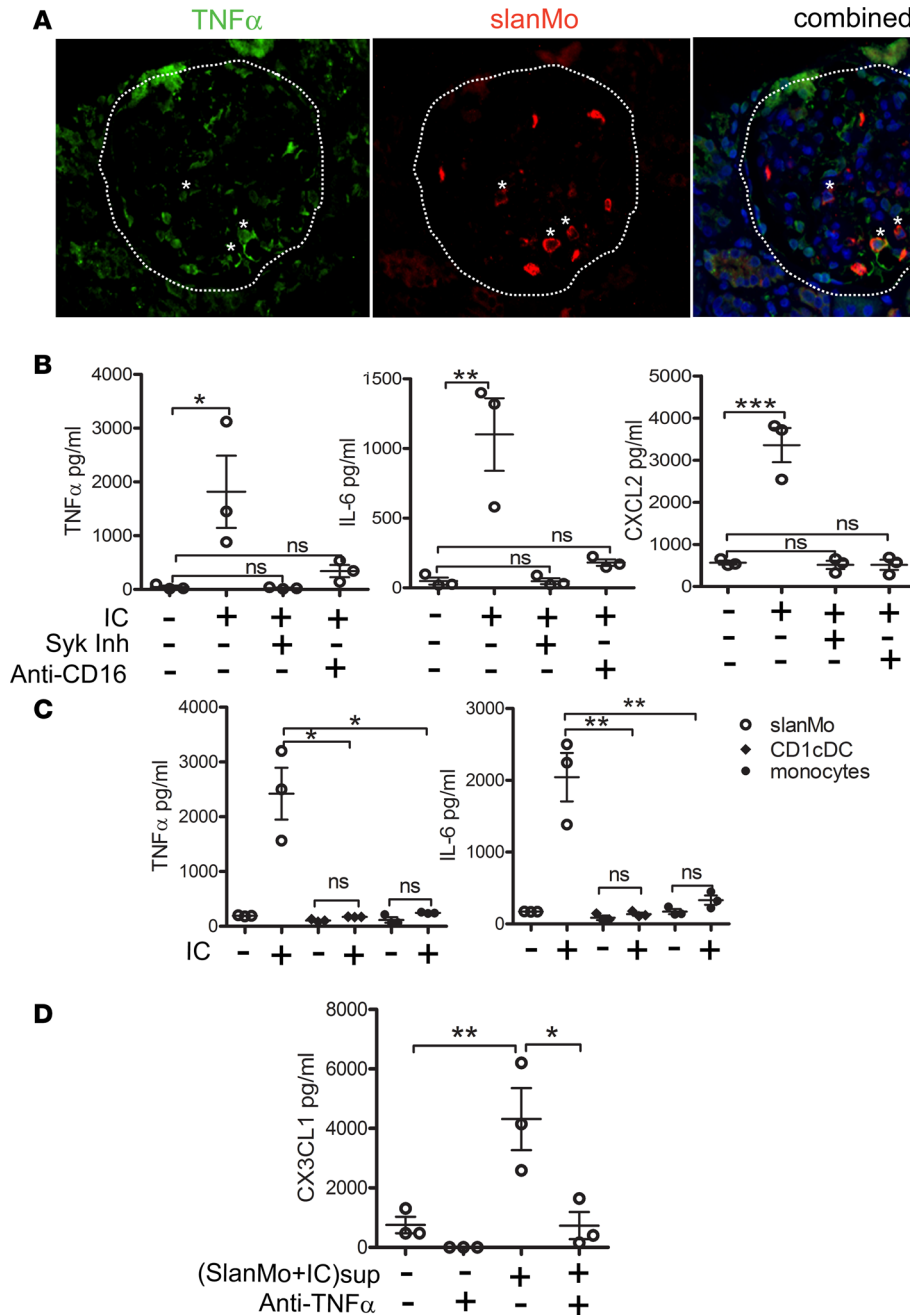 A TNFα slanMo combined
* * *
* * *
* * *
B
4000 3000 2000 1000 0
TNFα pg/ml
* ns ns
1500 1000 500 0
IL-6 pg/ml
** ns ns
5000 4000 3000 2000 1000 0
CXCL2 pg/ml
*** ns ns
IC - + + + - + + + - + + +
Syk Inh - - + - - - + - - - + -
Anti-CD16 - - - + - - - + - - - +
C
4000 3000 2000 1000 0
TNFα pg/ml
* * ns ns
3000 2000 1000 0
IL-6 pg/ml
** ** ns ns
slanMo
CD1cDC
monocytes
IC - + - + - + - + - + - +
D
8000 6000 4000 2000 0
CX3CL1 pg/ml
** *
(SlanMo+IC)sup - - + +
Anti-TNFα - + - +